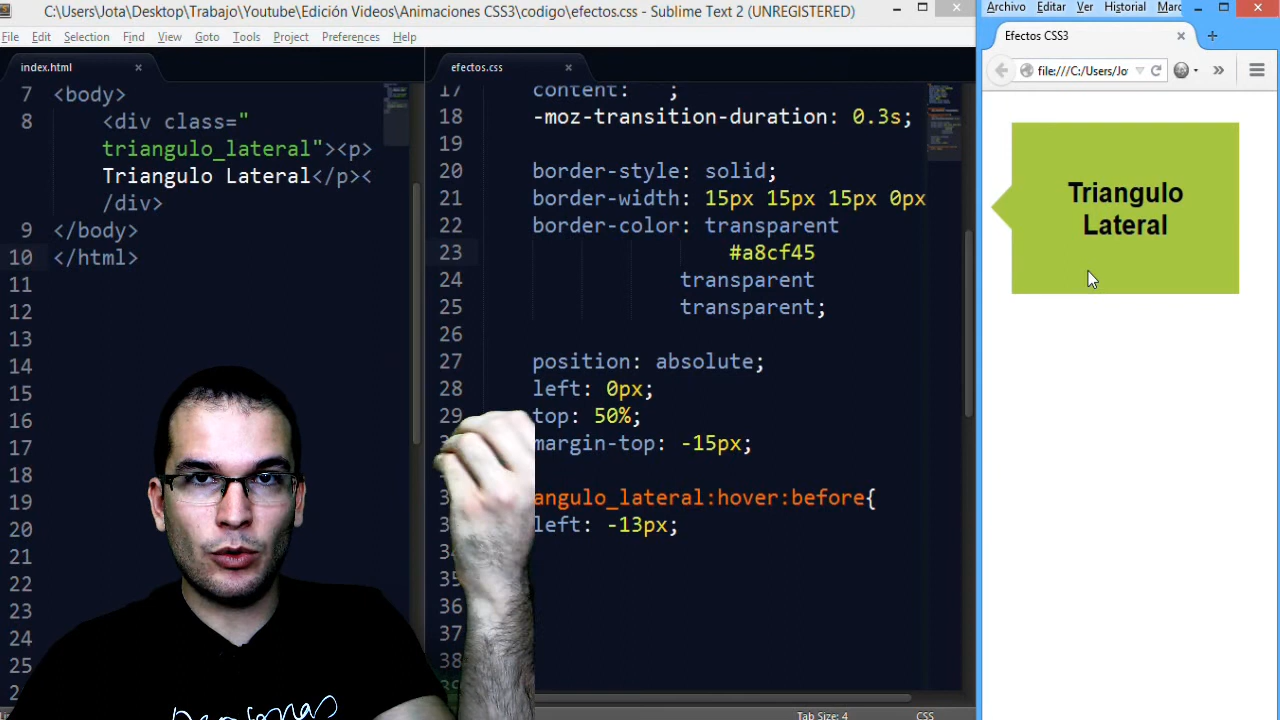 C:\Users\Jota\Desktop\Trabajo\Youtube\Edición Videos\Animaciones CSS3\codigo\efectos.css - Sublime Text 2 (UNREGISTERED)
File Edit Selection Find View Goto Tools Project Preferences Help
index.html
7 <body>
8 <div class="
triangulo_lateral"><p>
Triangulo Lateral</p><
/div>
9 </body>
10 </html>
11
12
13
14
15
16
17
18
19
20
21
22
23
24
25
efectos.css
17 content: ;
18 -moz-transition-duration: 0.3s;
19
20 border-style: solid;
21 border-width: 15px 15px 15px 0px
22 border-color: transparent
23 #a8cf45
24 transparent
25 transparent;
26
27 position: absolute;
28 left: 0px;
29 top: 50%;
margin-top: -15px;
angulo_lateral:hover:before{
left: -13px;
34
35
36
37
38
Tab Size: 4 CSS
Archivo Editar Ver Historial Marc
Efectos CSS3
file:///C:/Users/Jot
Triangulo
Lateral